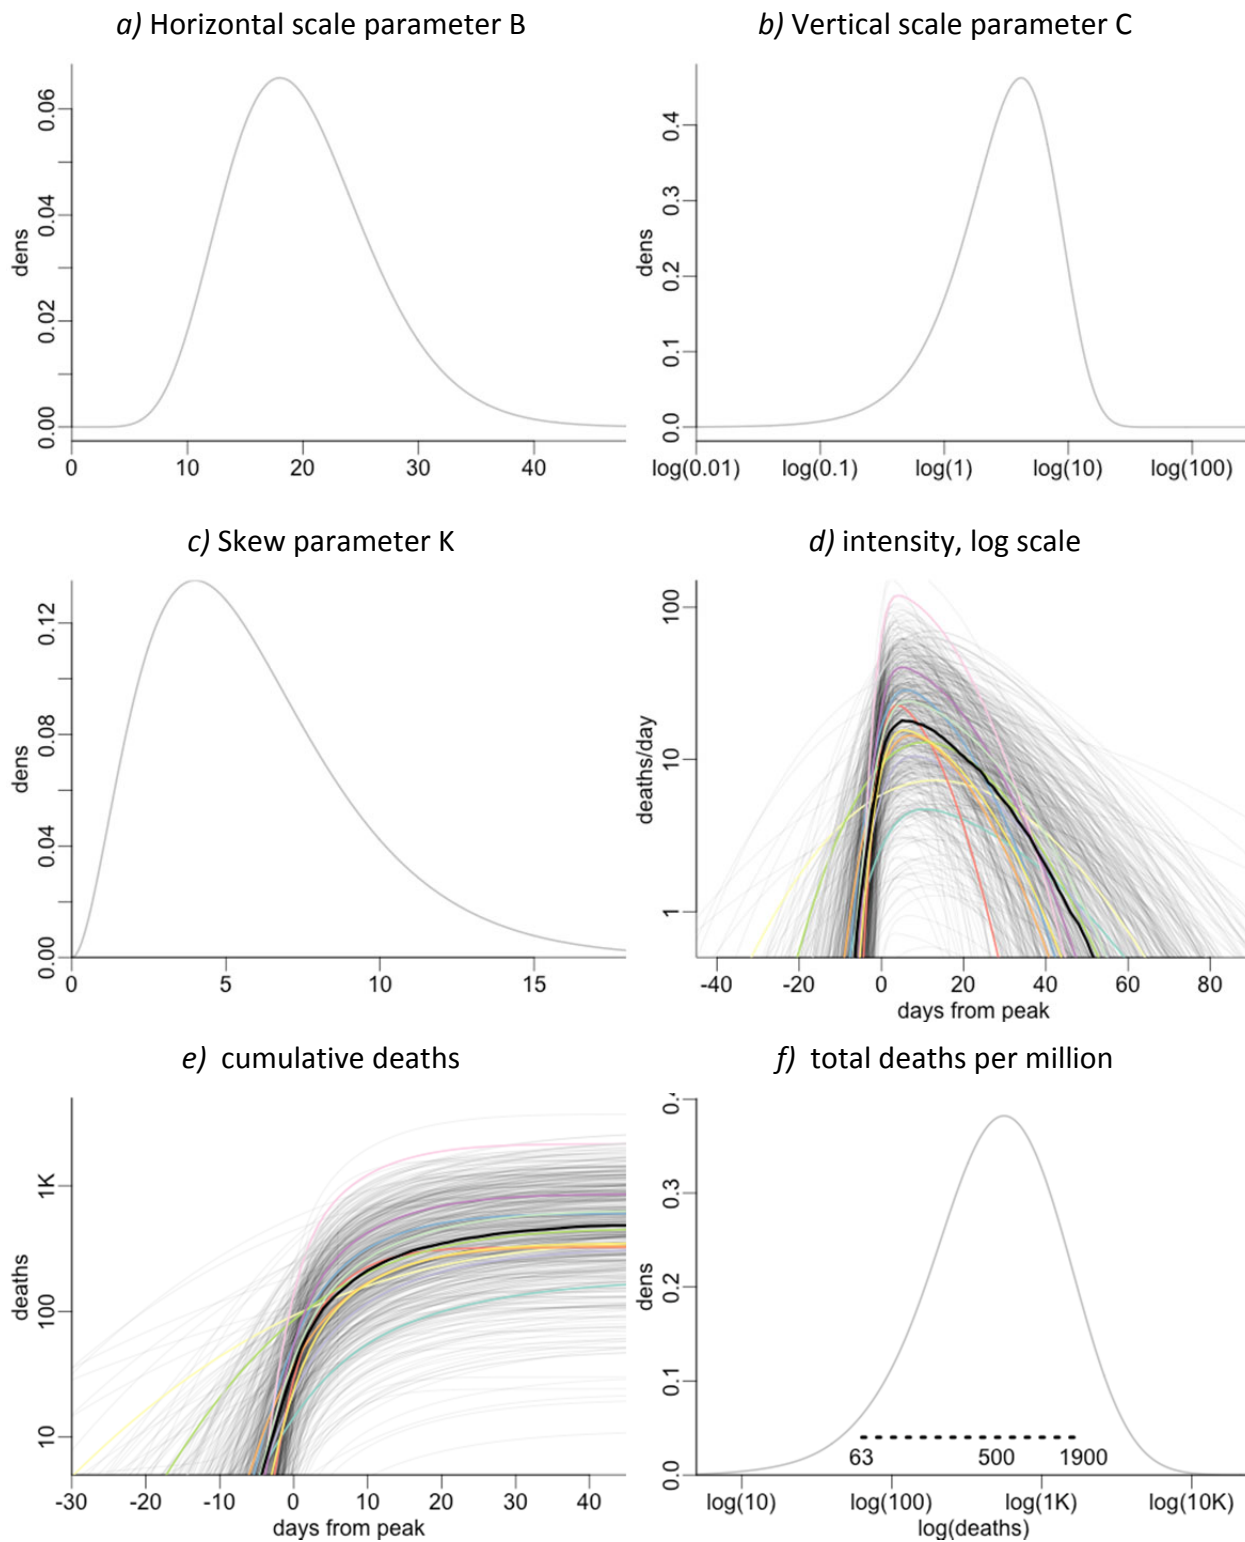 a) Horizontal scale parameter B
b) Vertical scale parameter C
dens
0.00 0.02 0.04 0.06
0 10 20 30 40
dens
0.0 0.1 0.2 0.3 0.4
log(0.01) log(0.1) log(1) log(10) log(100)
c) Skew parameter K
d) intensity, log scale
dens
0.00 0.04 0.08 0.12
0 5 10 15
deaths/day
1 10 100
-40 -20 0 20 40 60 80
days from peak
e) cumulative deaths
f) total deaths per million
deaths
10 100 1K
-30 -20 -10 0 10 20 30 40
days from peak
dens
0.0 0.1 0.2 0.3
63 500 1900
log(10) log(100) log(1K) log(10K)
log(deaths)